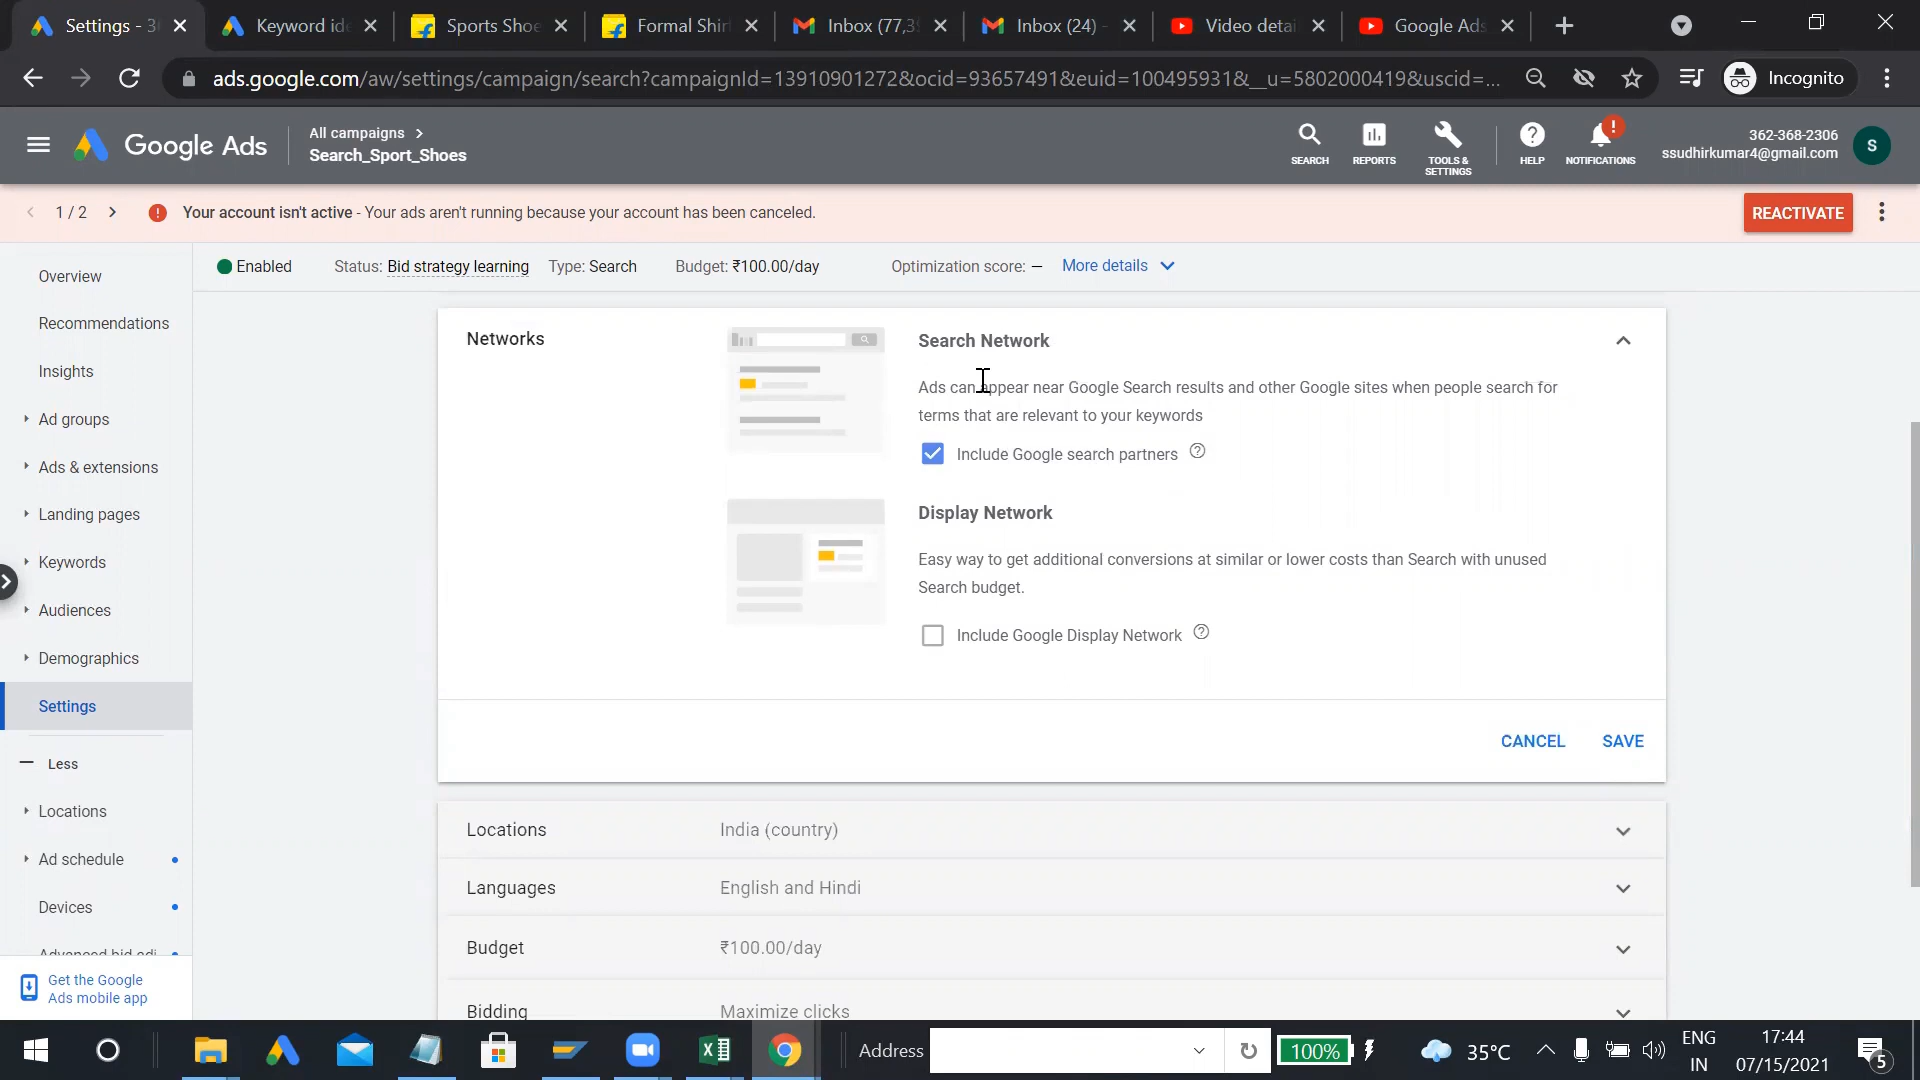 Settings - 3
Keyword ide
Sports Shoe
Formal Shir
Inbox (77,3
Inbox (24) -
Video detai
Google Ads
ads.google.com/aw/settings/campaign/search?campaignId=13910901272&ocid=93657491&euid=100495931&__u=5802000419&uscid=...
Incognito
Google Ads
All campaigns >
Search_Sport_Shoes
SEARCH
REPORTS
TOOLS &
SETTINGS
HELP
NOTIFICATIONS
362-368-2306
ssudhirkumar4@gmail.com
S
1 / 2
Your account isn't active - Your ads aren't running because your account has been canceled.
REACTIVATE
Enabled
Status: Bid strategy learning
Type: Search
Budget: ₹100.00/day
Optimization score: –
More details
Overview
Recommendations
Insights
Ad groups
Ads & extensions
Landing pages
Keywords
Audiences
Demographics
Settings
Less
Locations
Ad schedule
Devices
Advanced bid adj.
Get the Google
Ads mobile app
Networks
Search Network
Ads can appear near Google Search results and other Google sites when people search for
terms that are relevant to your keywords
Include Google search partners
Display Network
Easy way to get additional conversions at similar or lower costs than Search with unused
Search budget.
Include Google Display Network
CANCEL
SAVE
Locations
India (country)
Languages
English and Hindi
Budget
₹100.00/day
Bidding
Maximize clicks
Address
100%
35°C
ENG
IN
17:44
07/15/2021
5